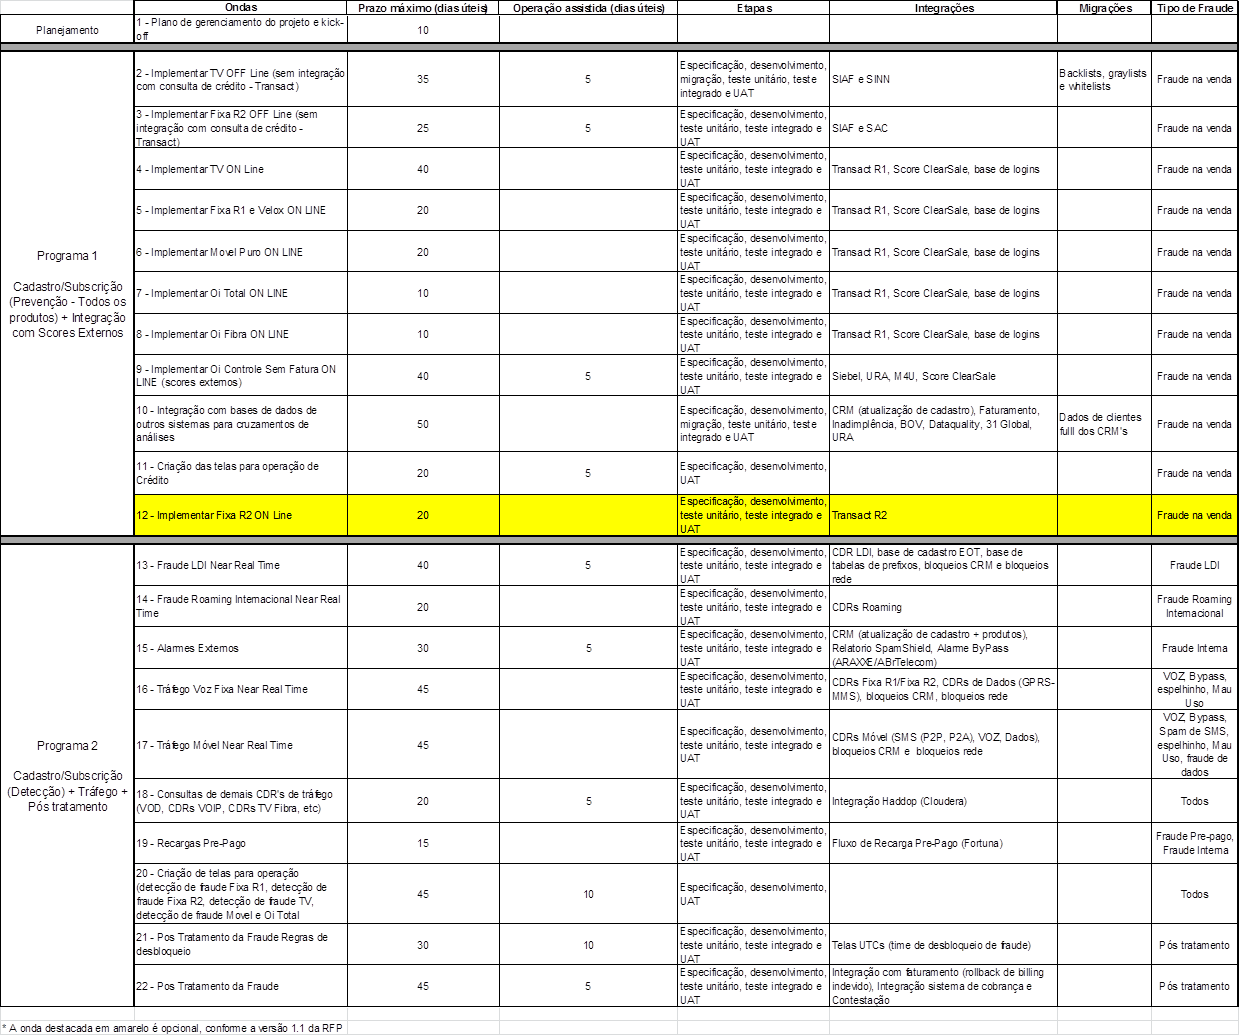 Ondas Prazo máximo (dias úteis) Operação assistida (dias úteis) Etapas Integrações Migrações Tipo de Fraude
Planejamento
1 - Plano de gerenciamento do projeto e kick-
off
10
Programa 1
Cadastro/Subscrição
(Prevenção - Todos os
produtos) + Integração
com Scores Externos
2 - Implementar TV OFF Line (sem integração
com consulta de crédito - Transact)
35
5
Especificação, desenvolvimento,
migração, teste unitário, teste
integrado e UAT
SIAF e SINN
Backlists, graylists
e whitelists
Fraude na venda
3 - Implementar Fixa R2 OFF Line (sem
integração com consulta de crédito -
Transact)
25
5
Especificação, desenvolvimento,
teste unitário, teste integrado e
UAT
SIAF e SAC
Fraude na venda
4 - Implementar TV ON Line
40
Especificação, desenvolvimento,
teste unitário, teste integrado e
UAT
Transact R1, Score ClearSale, base de logins
Fraude na venda
5 - Implementar Fixa R1 e Velox ON LINE
20
Especificação, desenvolvimento,
teste unitário, teste integrado e
UAT
Transact R1, Score ClearSale, base de logins
Fraude na venda
6 - Implementar Movel Puro ON LINE
20
Especificação, desenvolvimento,
teste unitário, teste integrado e
UAT
Transact R1, Score ClearSale, base de logins
Fraude na venda
7 - Implementar Oi Total ON LINE
10
Especificação, desenvolvimento,
teste unitário, teste integrado e
UAT
Transact R1, Score ClearSale, base de logins
Fraude na venda
8 - Implementar Oi Fibra ON LINE
10
Especificação, desenvolvimento,
teste unitário, teste integrado e
UAT
Transact R1, Score ClearSale, base de logins
Fraude na venda
9 - Implementar Oi Controle Sem Fatura ON
LINE (scores externos)
40
5
Especificação, desenvolvimento,
teste unitário, teste integrado e
UAT
Siebel, URA, M4U, Score ClearSale
Fraude na venda
10 - Integração com bases de dados de
outros sistemas para cruzamentos de
análises
50
Especificação, desenvolvimento,
migração, teste unitário, teste
integrado e UAT
CRM (atualização de cadastro), Faturamento,
Inadimplência, BOV, Dataquality, 31 Global,
URA
Dados de clientes
fulll dos CRM's
Fraude na venda
11 - Criação das telas para operação de
Crédito
20
5
Especificação, desenvolvimento,
UAT
Fraude na venda
12 - Implementar Fixa R2 ON Line
20
Especificação, desenvolvimento,
teste unitário, teste integrado e
UAT
Transact R2
Fraude na venda
Programa 2
Cadastro/Subscrição
(Detecção) + Tráfego +
Pós tratamento
13 - Fraude LDI Near Real Time
40
5
Especificação, desenvolvimento,
teste unitário, teste integrado e
UAT
CDR LDI, base de cadastro EOT, base de
tabelas de prefixos, bloqueios CRM e bloqueios
rede
Fraude LDI
14 - Fraude Roaming Internacional Near Real
Time
20
Especificação, desenvolvimento,
teste unitário, teste integrado e
UAT
CDRs Roaming
Fraude Roaming
Internacional
15 - Alarmes Externos
30
5
Especificação, desenvolvimento,
teste unitário, teste integrado e
UAT
CRM (atualização de cadastro + produtos),
Relatorio SpamShield, Alarme ByPass
(ARAXXE/ABrTelecom)
Fraude Interna
16 - Tráfego Voz Fixa Near Real Time
45
Especificação, desenvolvimento,
teste unitário, teste integrado e
UAT
CDRs Fixa R1/Fixa R2, CDRs de Dados (GPRS-
MMS), bloqueios CRM, bloqueios rede
VOZ, Bypass,
espelhinho, Mau
Uso
17 - Tráfego Móvel Near Real Time
45
Especificação, desenvolvimento,
teste unitário, teste integrado e
UAT
CDRs Móvel (SMS (P2P, P2A), VOZ, Dados),
bloqueios CRM e bloqueios rede
VOZ, Bypass,
Spam de SMS,
espelhinho, Mau
Uso, fraude de
dados
18 - Consultas de demais CDR's de tráfego
(VOD, CDRs VOIP, CDRs TV Fibra, etc)
20
5
Especificação, desenvolvimento,
teste unitário, teste integrado e
UAT
Integração Haddop (Cloudera)
Todos
19 - Recargas Pre-Pago
15
Especificação, desenvolvimento,
teste unitário, teste integrado e
UAT
Fluxo de Recarga Pre-Pago (Fortuna)
Fraude Pre-pago,
Fraude Interna
20 - Criação de telas para operação
(detecção de fraude Fixa R1, detecção de
fraude Fixa R2, detecção de fraude TV,
detecção de fraude Movel e Oi Total
45
10
Especificação, desenvolvimento,
UAT
Todos
21 - Pos Tratamento da Fraude Regras de
desbloqueio
30
10
Especificação, desenvolvimento,
teste unitário, teste integrado e
UAT
Telas UTCs (time de desbloqueio de fraude)
Pós tratamento
22 - Pos Tratamento da Fraude
45
5
Especificação, desenvolvimento,
teste unitário, teste integrado e
UAT
Integração com faturamento (rollback de billing
indevido), Integração sistema de cobrança e
Contestação
Pós tratamento
* A onda destacada em amarelo é opcional, conforme a versão 1.1 da RFP